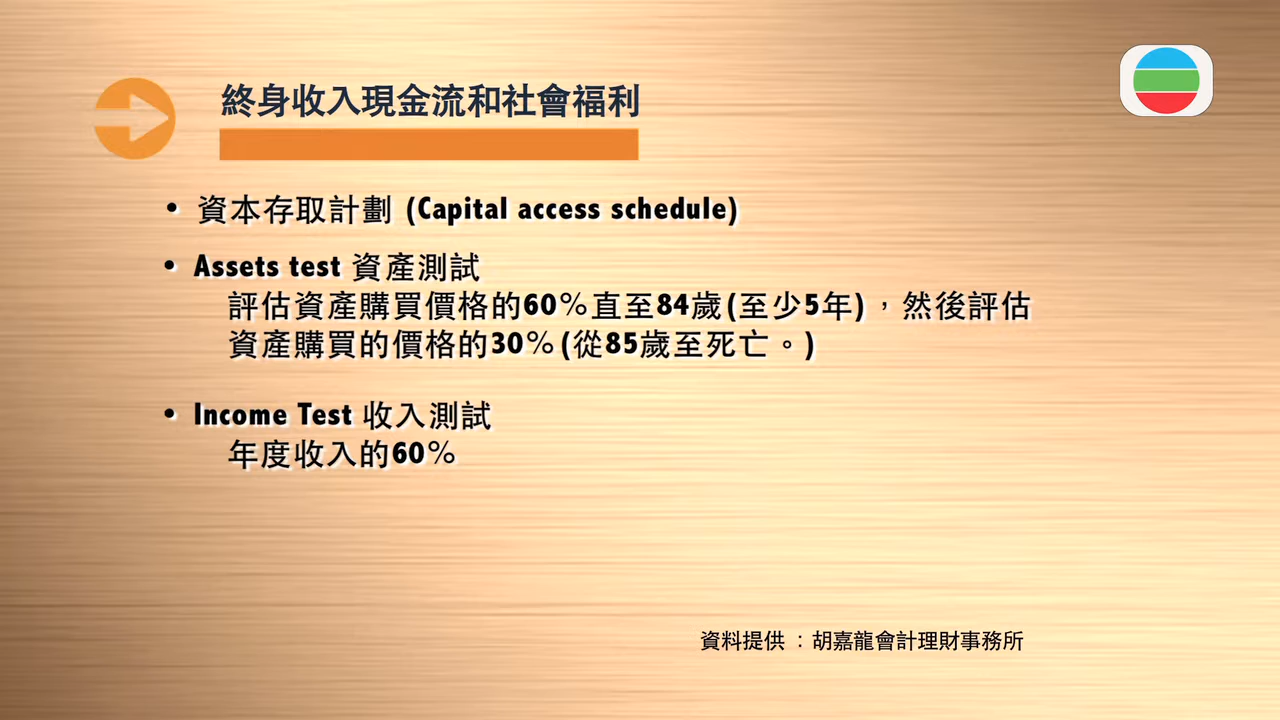 終身收入現金流和社會福利
• 資本存取計劃 (Capital access schedule)
• Assets test 資產測試
評估資產購買價格的60%直至84歲(至少5年)，然後評估
資產購買的價格的30%(從85歲至死亡。)
• Income Test 收入測試
年度收入的60%
資料提供：胡嘉龍會計理財事務所